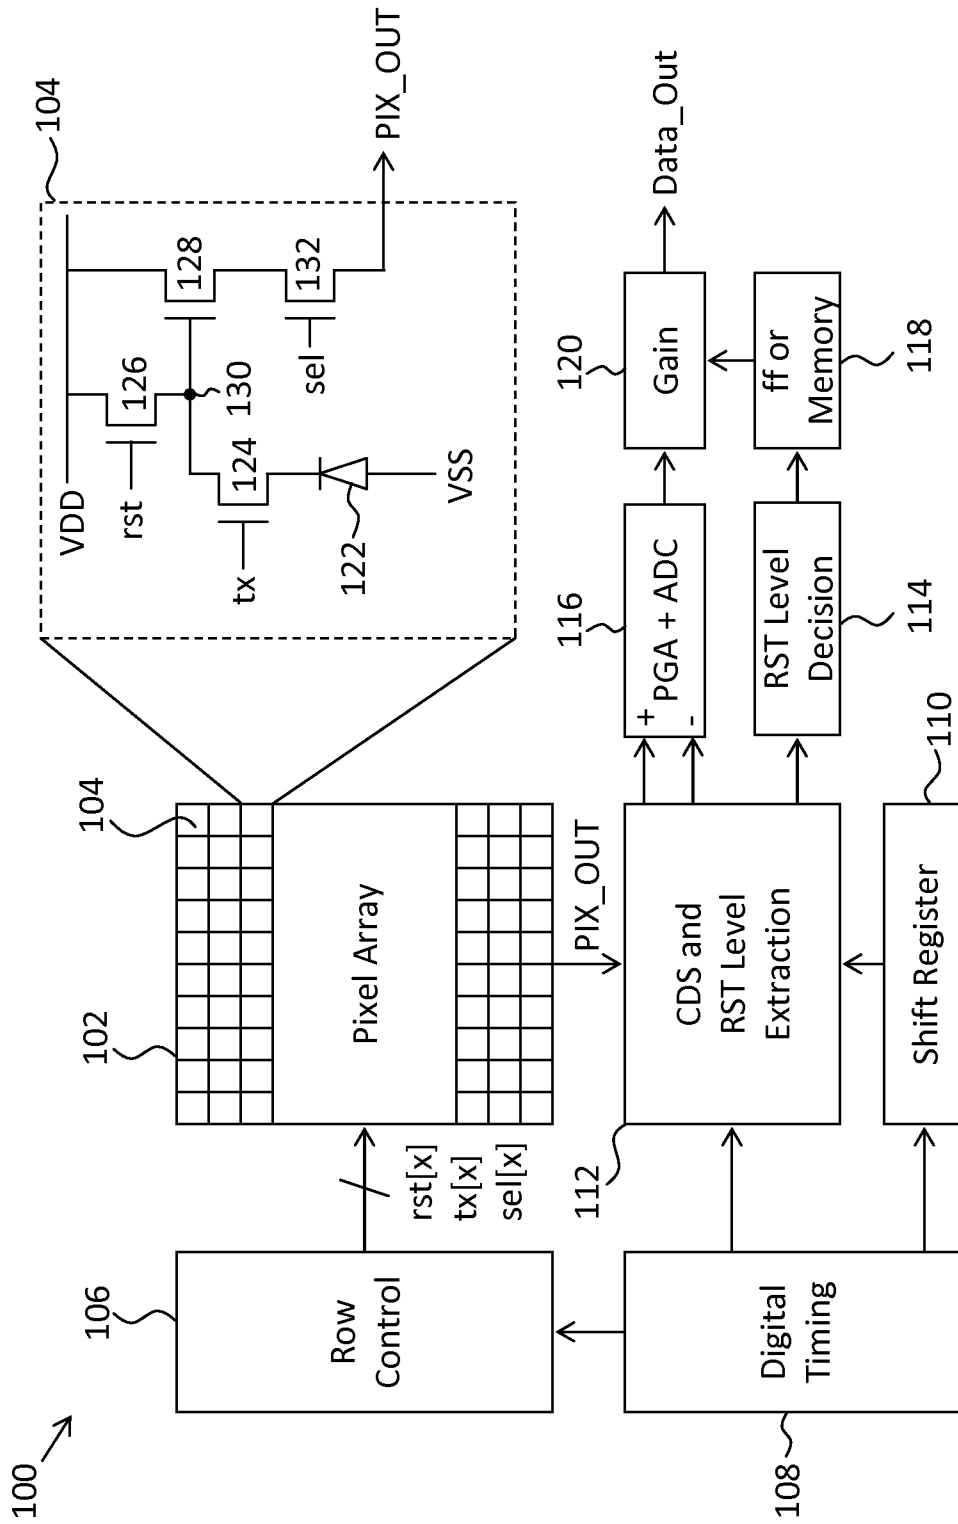 100
106
Row
Control
rst[x]
tx[x]
sel[x]
102
104
Pixel Array
PIX_OUT
104
VDD
rst
126
128
130
tx
124
sel
132
122
VSS
PIX_OUT
108
Digital
Timing
112
CDS and
RST Level
Extraction
110
Shift Register
116
+
-
PGA + ADC
114
RST Level
Decision
120
Gain
118
ff or
Memory
Data_Out